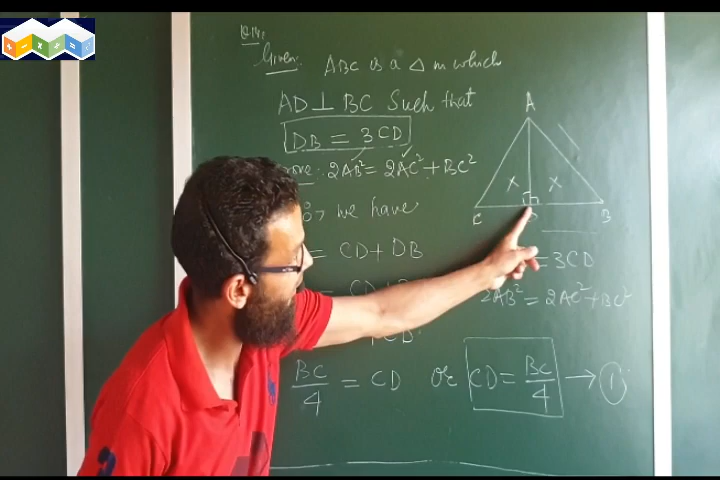 Q14:
Given: ABC is a △ in which
AD ⊥ BC Such that
DB = 3CD
2AB² = 2AC² + BC²
we have
= CD + DB
BC/4 = CD or CD = BC/4 → ①
A
C
B
= 3CD
2AB² = 2AC² + BC²